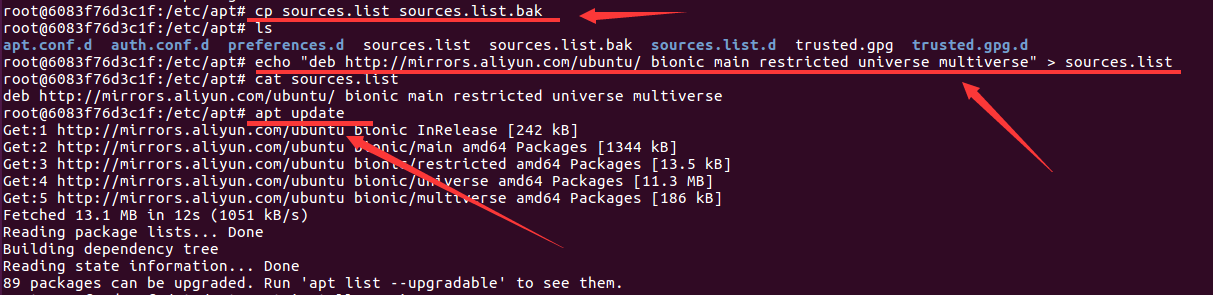 root@6083f76d3c1f:/etc/apt# cp sources.list sources.list.bak
root@6083f76d3c1f:/etc/apt# ls
apt.conf.d auth.conf.d preferences.d sources.list sources.list.bak sources.list.d trusted.gpg trusted.gpg.d
root@6083f76d3c1f:/etc/apt# echo "deb http://mirrors.aliyun.com/ubuntu/ bionic main restricted universe multiverse" > sources.list
root@6083f76d3c1f:/etc/apt# cat sources.list
deb http://mirrors.aliyun.com/ubuntu/ bionic main restricted universe multiverse
root@6083f76d3c1f:/etc/apt# apt update
Get:1 http://mirrors.aliyun.com/ubuntu bionic InRelease [242 kB]
Get:2 http://mirrors.aliyun.com/ubuntu bionic/main amd64 Packages [1344 kB]
Get:3 http://mirrors.aliyun.com/ubuntu bionic/restricted amd64 Packages [13.5 kB]
Get:4 http://mirrors.aliyun.com/ubuntu bionic/universe amd64 Packages [11.3 MB]
Get:5 http://mirrors.aliyun.com/ubuntu bionic/multiverse amd64 Packages [186 kB]
Fetched 13.1 MB in 12s (1051 kB/s)
Reading package lists... Done
Building dependency tree
Reading state information... Done
89 packages can be upgraded. Run 'apt list --upgradable' to see them.